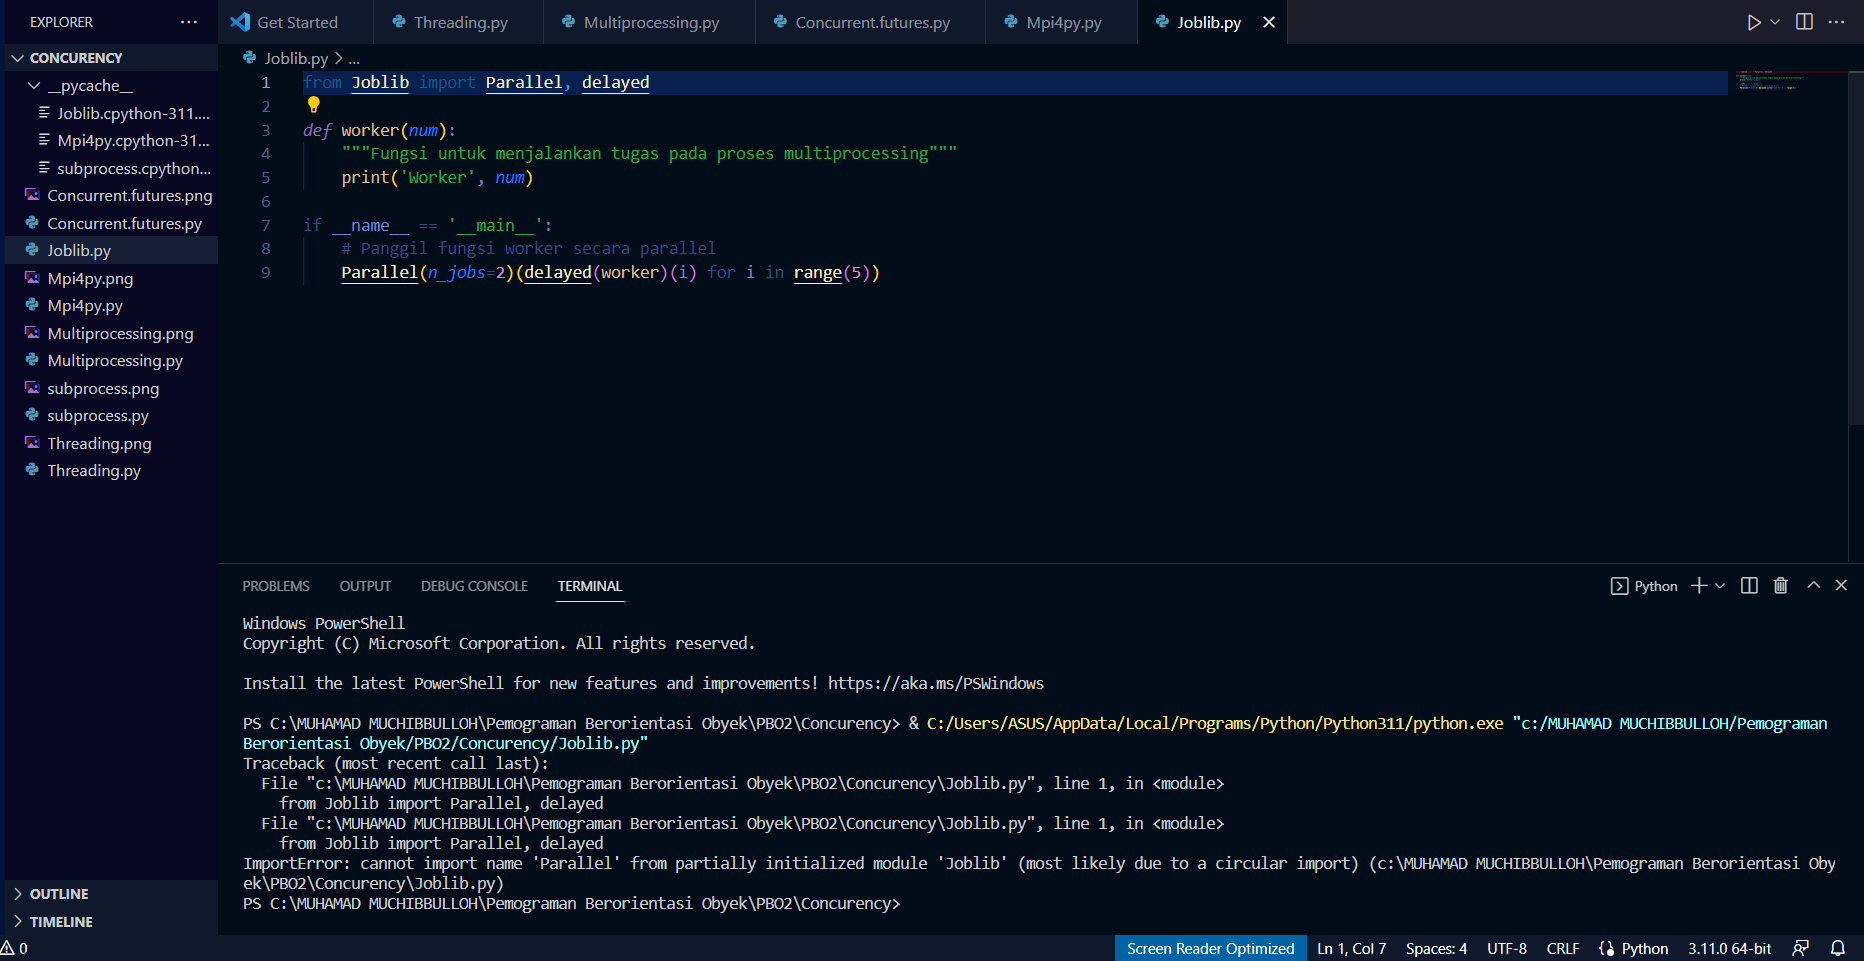 EXPLORER ...
Get Started
Threading.py
Multiprocessing.py
Concurrent.futures.py
Mpi4py.py
Joblib.py
CONCURENCY
__pycache__
Joblib.cpython-311....
Mpi4py.cpython-31...
subprocess.cpython...
Concurrent.futures.png
Concurrent.futures.py
Joblib.py
Mpi4py.png
Mpi4py.py
Multiprocessing.png
Multiprocessing.py
subprocess.png
subprocess.py
Threading.png
Threading.py
OUTLINE
TIMELINE
Joblib.py > ...
1 from Joblib import Parallel, delayed
2
3 def worker(num):
4 """Fungsi untuk menjalankan tugas pada proses multiprocessing"""
5 print('Worker', num)
6
7 if __name__ == '__main__':
8 # Panggil fungsi worker secara parallel
9 Parallel(n_jobs=2)(delayed(worker)(i) for i in range(5))
PROBLEMS OUTPUT DEBUG CONSOLE TERMINAL
Python
Windows PowerShell
Copyright (C) Microsoft Corporation. All rights reserved.
Install the latest PowerShell for new features and improvements! https://aka.ms/PSWindows
PS C:\MUHAMAD MUCHIBBULLOH\Pemograman Berorientasi Obyek\PBO2\Concurency> & C:/Users/ASUS/AppData/Local/Programs/Python/Python311/python.exe "c:/MUHAMAD MUCHIBBULLOH/Pemograman
Berorientasi Obyek/PBO2/Concurency/Joblib.py"
Traceback (most recent call last):
File "c:\MUHAMAD MUCHIBBULLOH\Pemograman Berorientasi Obyek\PBO2\Concurency\Joblib.py", line 1, in <module>
from Joblib import Parallel, delayed
File "c:\MUHAMAD MUCHIBBULLOH\Pemograman Berorientasi Obyek\PBO2\Concurency\Joblib.py", line 1, in <module>
from Joblib import Parallel, delayed
ImportError: cannot import name 'Parallel' from partially initialized module 'Joblib' (most likely due to a circular import) (c:\MUHAMAD MUCHIBBULLOH\Pemograman Berorientasi Oby
ek\PBO2\Concurency\Joblib.py)
PS C:\MUHAMAD MUCHIBBULLOH\Pemograman Berorientasi Obyek\PBO2\Concurency>
0
Screen Reader Optimized Ln 1, Col 7 Spaces: 4 UTF-8 CRLF Python 3.11.0 64-bit